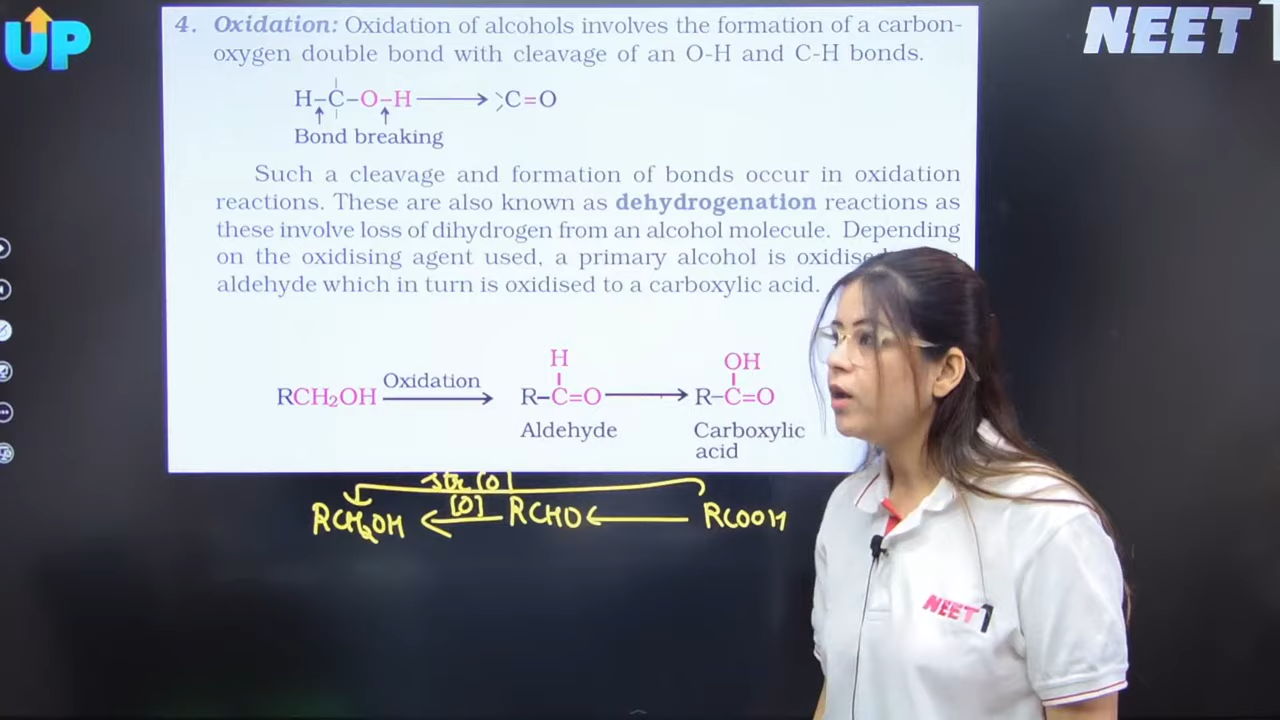 UP
NEET 1
4. Oxidation: Oxidation of alcohols involves the formation of a carbon-
oxygen double bond with cleavage of an O-H and C-H bonds.
H–C–O–H → C=O
Bond breaking
Such a cleavage and formation of bonds occur in oxidation
reactions. These are also known as dehydrogenation reactions as
these involve loss of dihydrogen from an alcohol molecule. Depending
on the oxidising agent used, a primary alcohol is
aldehyde which in turn is oxidised to a carboxylic acid.
H
OH
RCH₂OH Oxidation → R–C=O → R–C=O
Aldehyde
Carboxylic
acid
[O]
[O]
RCH₂OH ← RCHO ← RCOOH
NEET1